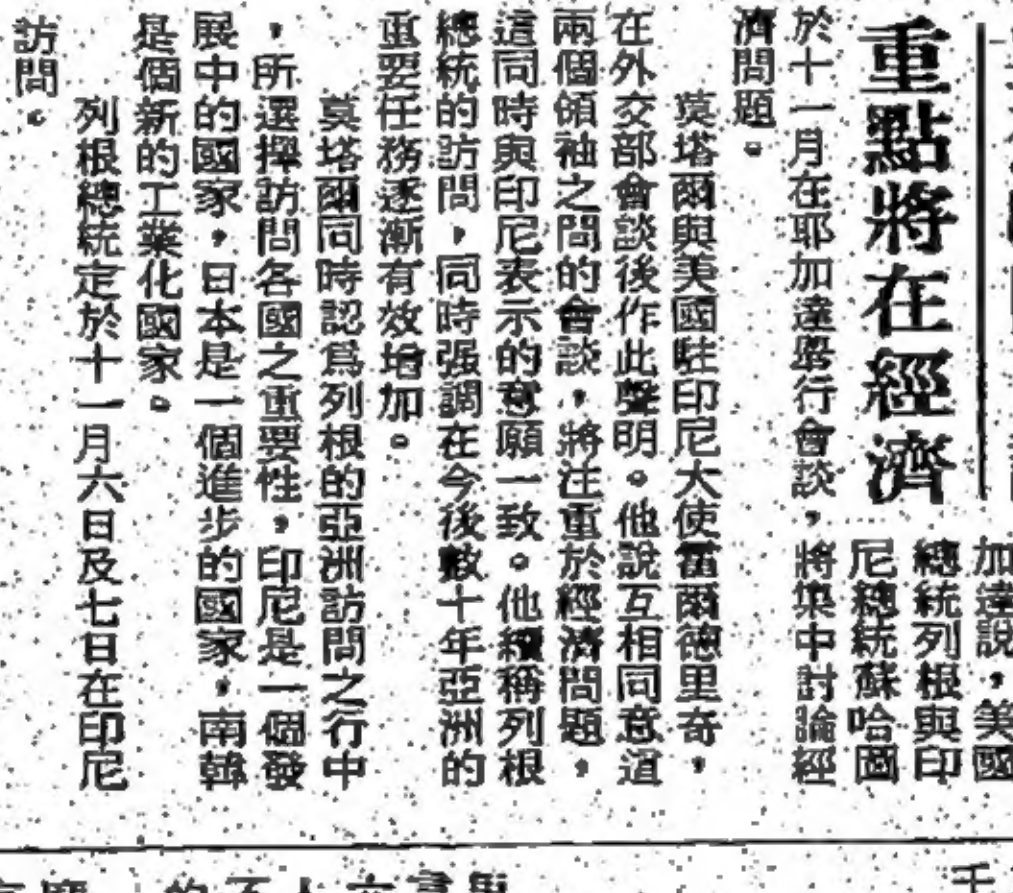 重點將在經濟
加達說，美國
總統列根與印
尼總統蘇哈圖
於十一月在耶加達舉行會談，將集中討論經
濟問題。
莫塔爾與美國駐印尼大使霍爾德里奇，
在外交部會談後作此聲明。他說互相同意這
兩個領袖之間的會談，將注重於經濟問題，
這同時與印尼表示的意願一致。他續稱列根
總統的訪問，同時强調在今後數十年亞洲的
重要任務逐漸有效增加。
莫塔爾同時認爲列根的亞洲訪問之行中
，所選擇訪問各國之重要性，印尼是一個發
展中的國家，日本是一個進步的國家，南韓
是個新的工業化國家。
列根總統定於十一月六日及七日在印尼
訪問。